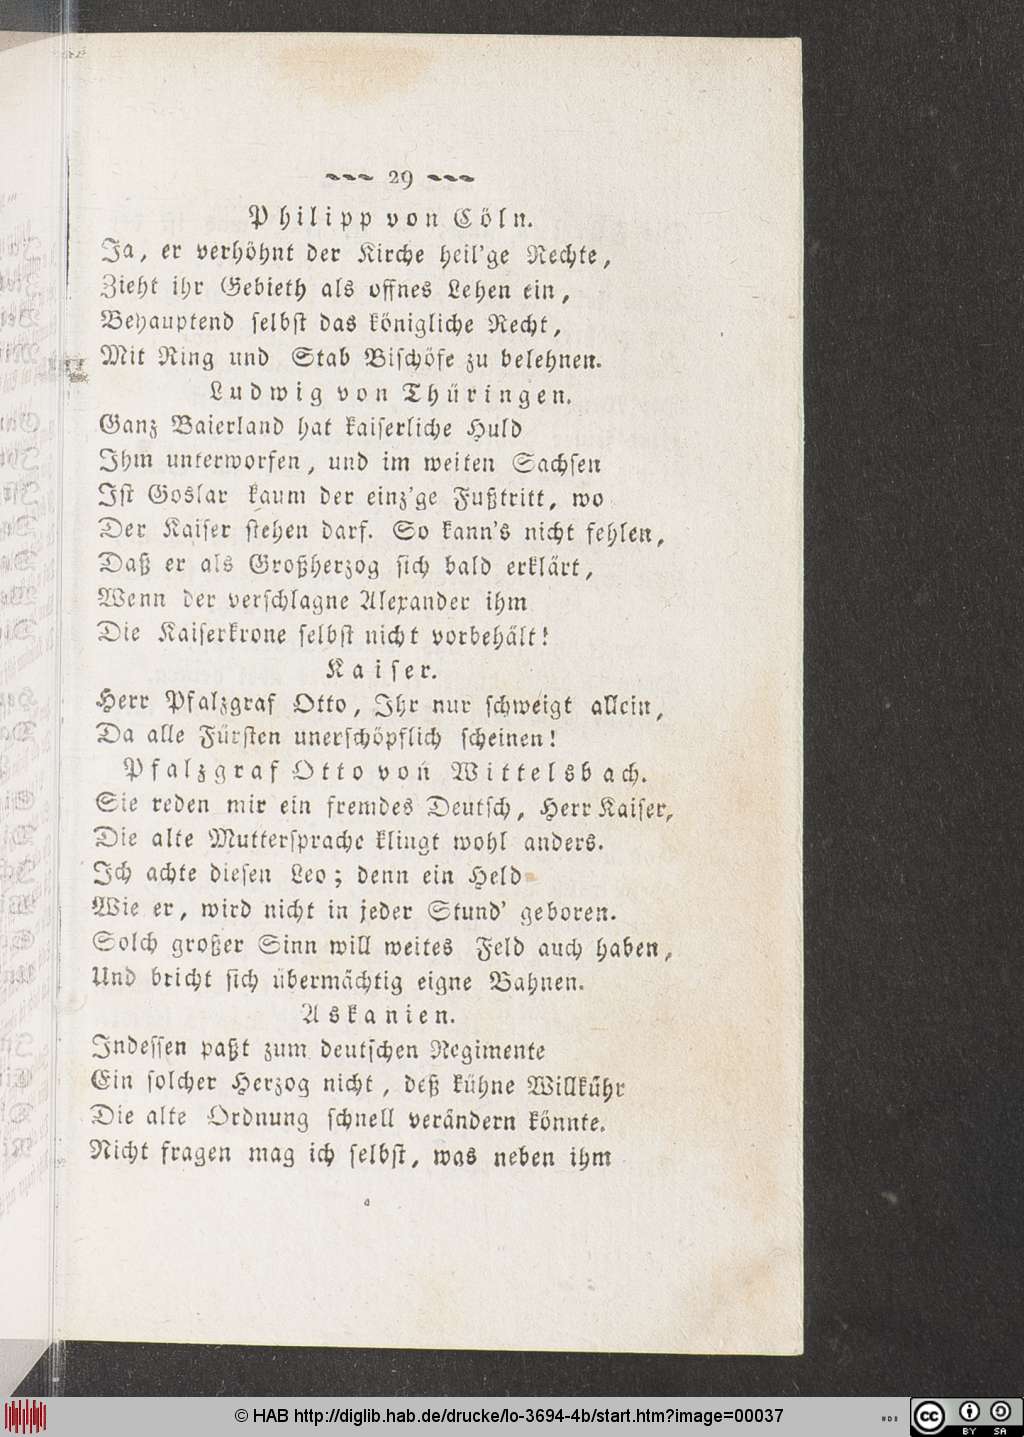 29
Philipp von Cöln.
Ja, er verhöhnt der Kirche heil'ge Rechte,
Zieht ihr Gebieth als offnes Lehen ein,
Behauptend selbst das königliche Recht,
Mit Ring und Stab Bischöfe zu belehnen.
Ludwig von Thüringen.
Ganz Baierland hat kaiserliche Huld
Ihm unterworfen, und im weiten Sachsen
Ist Goslar kaum der einz'ge Fußtritt, wo
Der Kaiser stehen darf. So kann's nicht fehlen,
Daß er als Großherzog sich bald erklärt,
Wenn der verschlagne Alexander ihm
Die Kaiserkrone selbst nicht vorbehält!
Kaiser.
Herr Pfalzgraf Otto, Ihr nur schweigt allein,
Da alle Fürsten unerschöpflich scheinen!
Pfalzgraf Otto von Wittelsbach.
Sie reden mir ein fremdes Deutsch, Herr Kaiser,
Die alte Muttersprache klingt wohl anders.
Ich achte diesen Leo; denn ein Held
Wie er, wird nicht in jeder Stund' geboren.
Solch großer Sinn will weites Feld auch haben,
Und bricht sich übermächtig eigne Bahnen.
Askanien.
Indessen paßt zum deutschen Regimente
Ein solcher Herzog nicht, deß kühne Willkühr
Die alte Ordnung schnell verändern könnte.
Nicht fragen mag ich selbst, was neben ihm
© HAB http://diglib.hab.de/drucke/lo-3694-4b/start.htm?image=00037
cc BY SA